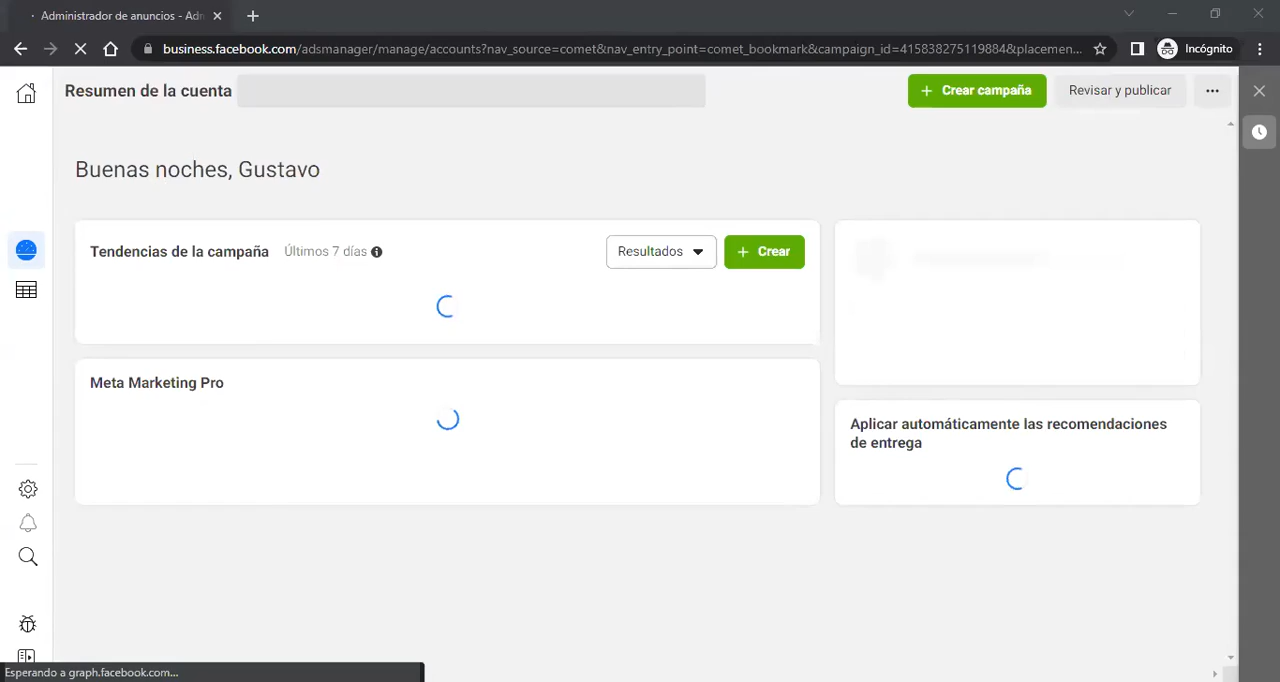 Administrador de anuncios - Adn
business.facebook.com/adsmanager/manage/accounts?nav_source=comet&nav_entry_point=comet_bookmark&campaign_id=415838275119884&placemen...
Incógnito
Resumen de la cuenta
+ Crear campaña
Revisar y publicar
Buenas noches, Gustavo
Tendencias de la campaña Últimos 7 días
Resultados
+ Crear
Meta Marketing Pro
Aplicar automáticamente las recomendaciones
de entrega
Esperando a graph.facebook.com...